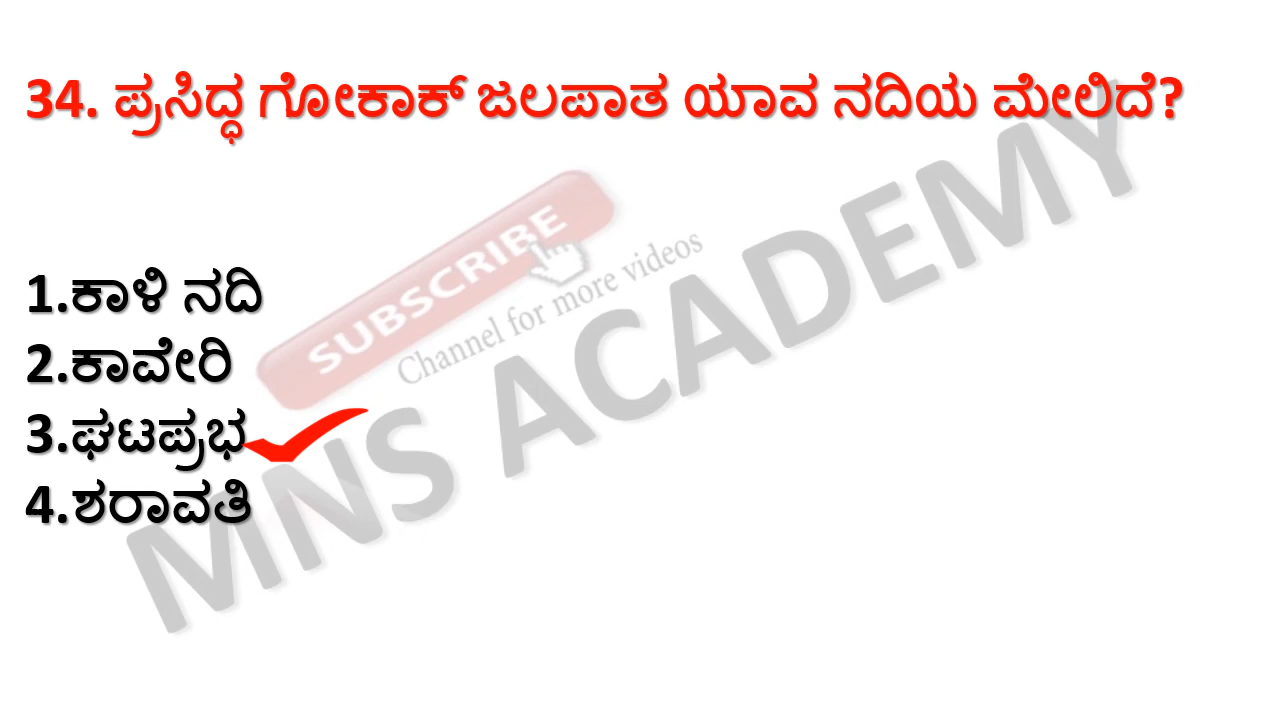 34. ಪ್ರಸಿದ್ಧ ಗೋಕಾಕ್ ಜಲಪಾತ ಯಾವ ನದಿಯ ಮೇಲಿದೆ?
SUBSCRIBE
Channel for more videos
MNS ACADEMY
1.ಕಾಳಿ ನದಿ
2.ಕಾವೇರಿ
3.ಘಟಪ್ರಭ
4.ಶರಾವತಿ